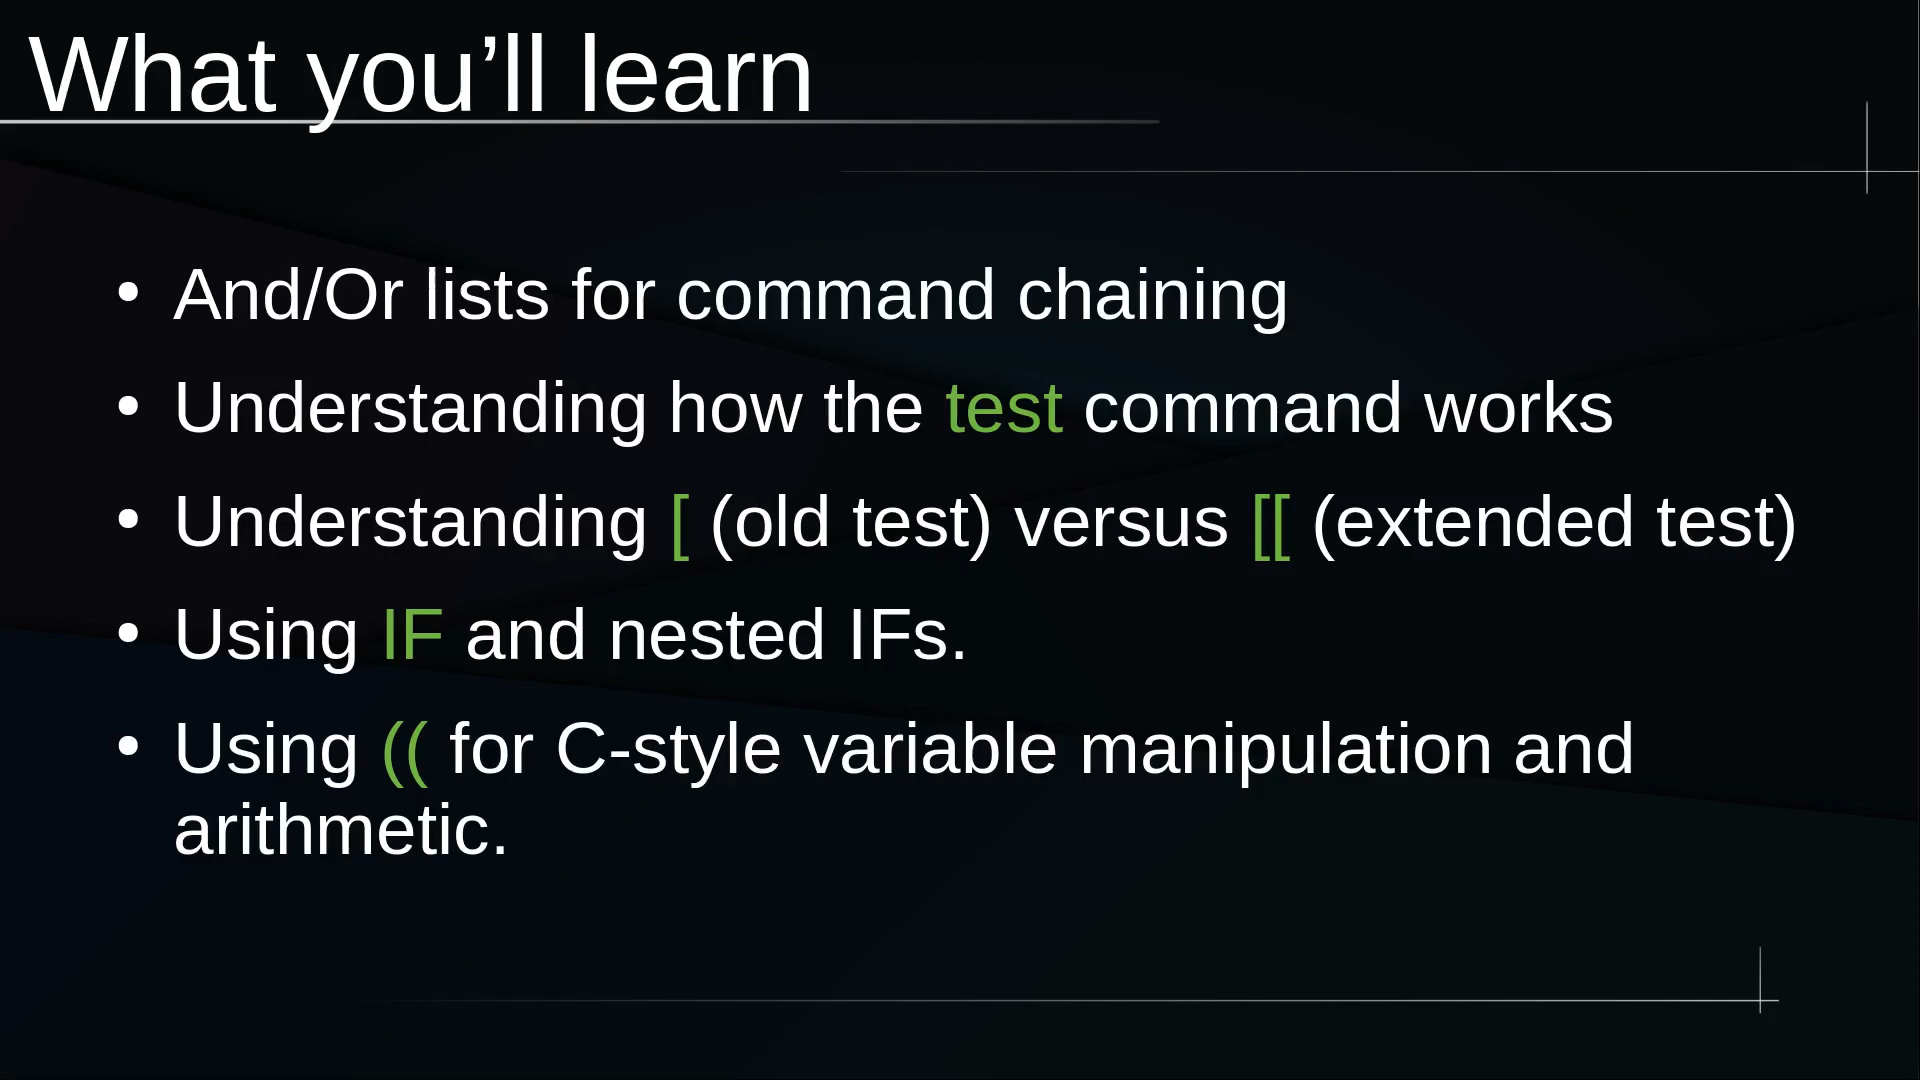 What you’ll learn
• And/Or lists for command chaining
• Understanding how the test command works
• Understanding [ (old test) versus [[ (extended test)
• Using IF and nested IFs.
• Using (( for C-style variable manipulation and
arithmetic.